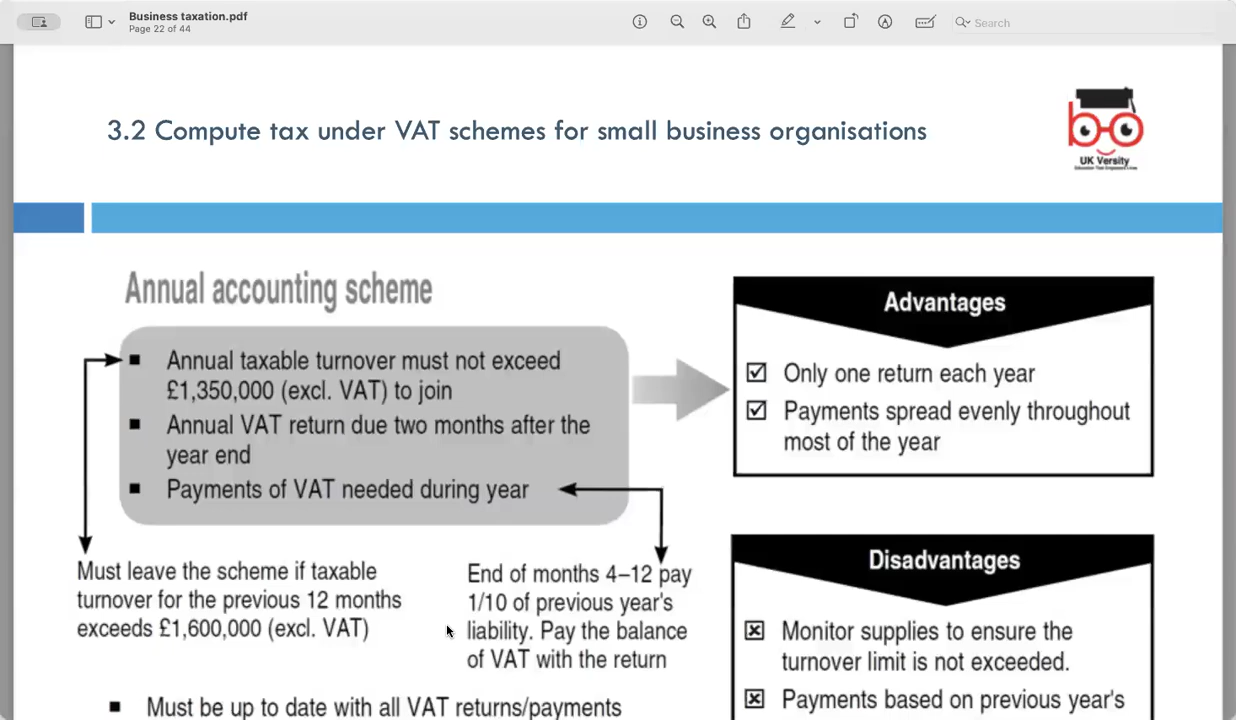 Business taxation.pdf
Page 22 of 44
Search
3.2 Compute tax under VAT schemes for small business organisations
UK Versity
Annual accounting scheme
Annual taxable turnover must not exceed
£1,350,000 (excl. VAT) to join
Annual VAT return due two months after the
year end
Payments of VAT needed during year
Must leave the scheme if taxable
turnover for the previous 12 months
exceeds £1,600,000 (excl. VAT)
End of months 4–12 pay
1/10 of previous year's
liability. Pay the balance
of VAT with the return
Must be up to date with all VAT returns/payments
Advantages
Only one return each year
Payments spread evenly throughout
most of the year
Disadvantages
Monitor supplies to ensure the
turnover limit is not exceeded.
Payments based on previous year's